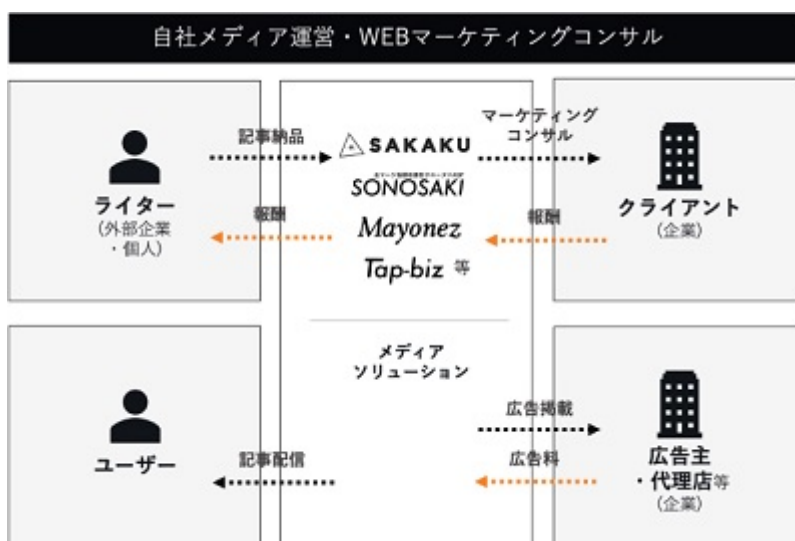 自社メディア運営・WEBマーケティングコンサル
記事納品
SAKAKU
マーケティング
コンサル
SONOSAKI
ライター
(外部企業
・個人)
報酬
Mayonez
報酬
クライアント
(企業)
Tap-biz 等
メディア
ソリューション
広告掲載
ユーザー
記事配信
広告料
広告主
・代理店等
(企業)